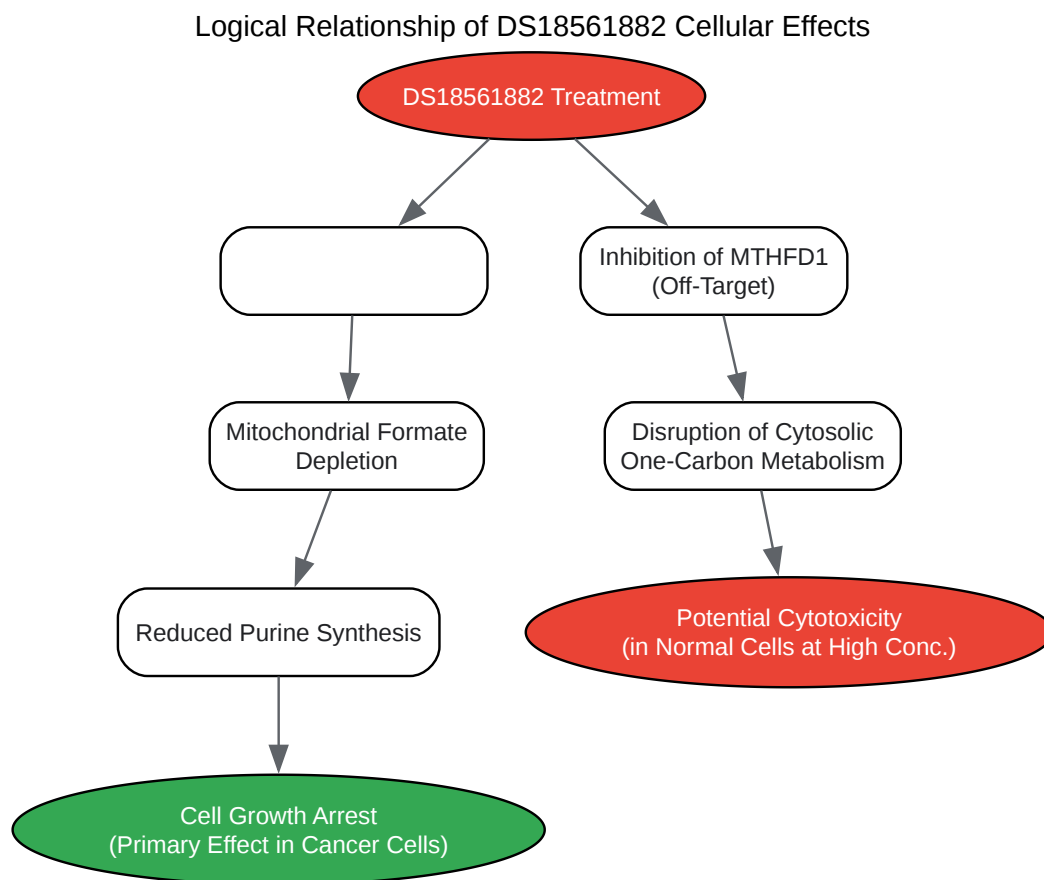 Logical Relationship of DS18561882 Cellular Effects
DS18561882 Treatment
Inhibition of MTHFD1
(Off-Target)
Mitochondrial Formate
Depletion
Disruption of Cytosolic
One-Carbon Metabolism
Reduced Purine Synthesis
Potential Cytotoxicity
(in Normal Cells at High Conc.)
Cell Growth Arrest
(Primary Effect in Cancer Cells)